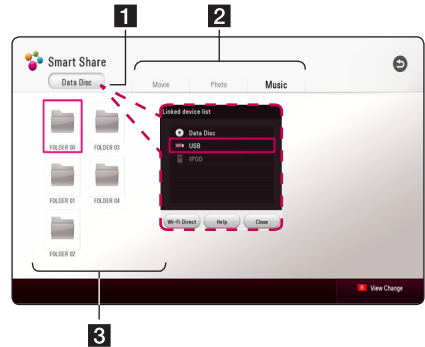 1
2
Smart Share
Data Disc
Movie
Photo
Music
Linked device list
Data Disc
USB
IPOD
Wi-Fi Direct
Help
Close
FOLDER 00
FOLDER 03
FOLDER 01
FOLDER 04
FOLDER 02
View Change
3